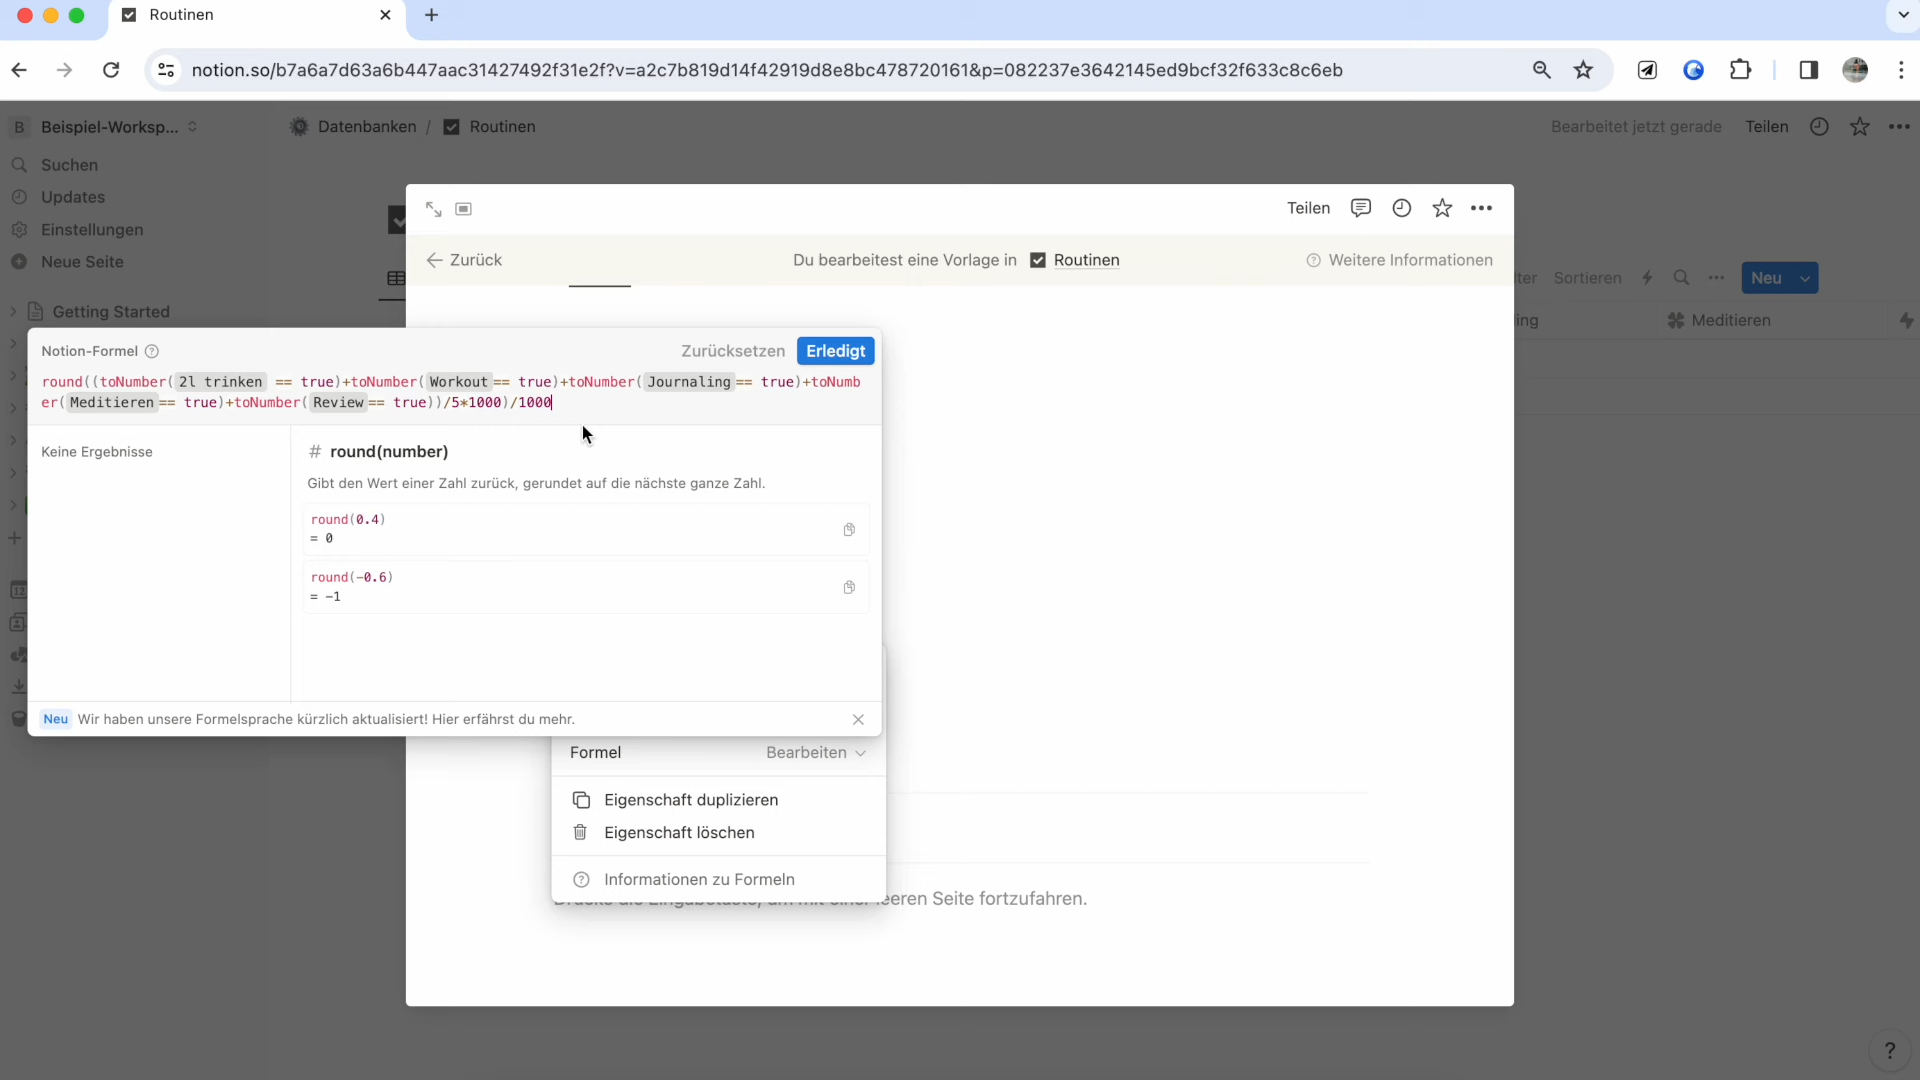 Routinen
notion.so/b7a6a7d63a6b447aac31427492f31e2f?v=a2c7b819d14f42919d8e8bc478720161&p=082237e3642145ed9bcf32f633c8c6eb
B Beispiel-Worksp...
Datenbanken / Routinen
Bearbeitet jetzt gerade Teilen
Suchen
Updates
Einstellungen
Neue Seite
Getting Started
Teilen
Zurück
Du bearbeitest eine Vorlage in Routinen
Weitere Informationen
Sortieren
Neu
Meditieren
Notion-Formel
Zurücksetzen
Erledigt
round((toNumber( 2l trinken == true)+toNumber( Workout == true)+toNumber( Journaling == true)+toNumb
er( Meditieren == true)+toNumber( Review == true))/5*1000)/1000
Keine Ergebnisse
# round(number)
Gibt den Wert einer Zahl zurück, gerundet auf die nächste ganze Zahl.
round(0.4)
= 0
round(-0.6)
= -1
12
Neu Wir haben unsere Formelsprache kürzlich aktualisiert! Hier erfährst du mehr.
Formel Bearbeiten
Eigenschaft duplizieren
Eigenschaft löschen
Informationen zu Formeln
Seite fortzufahren.
?